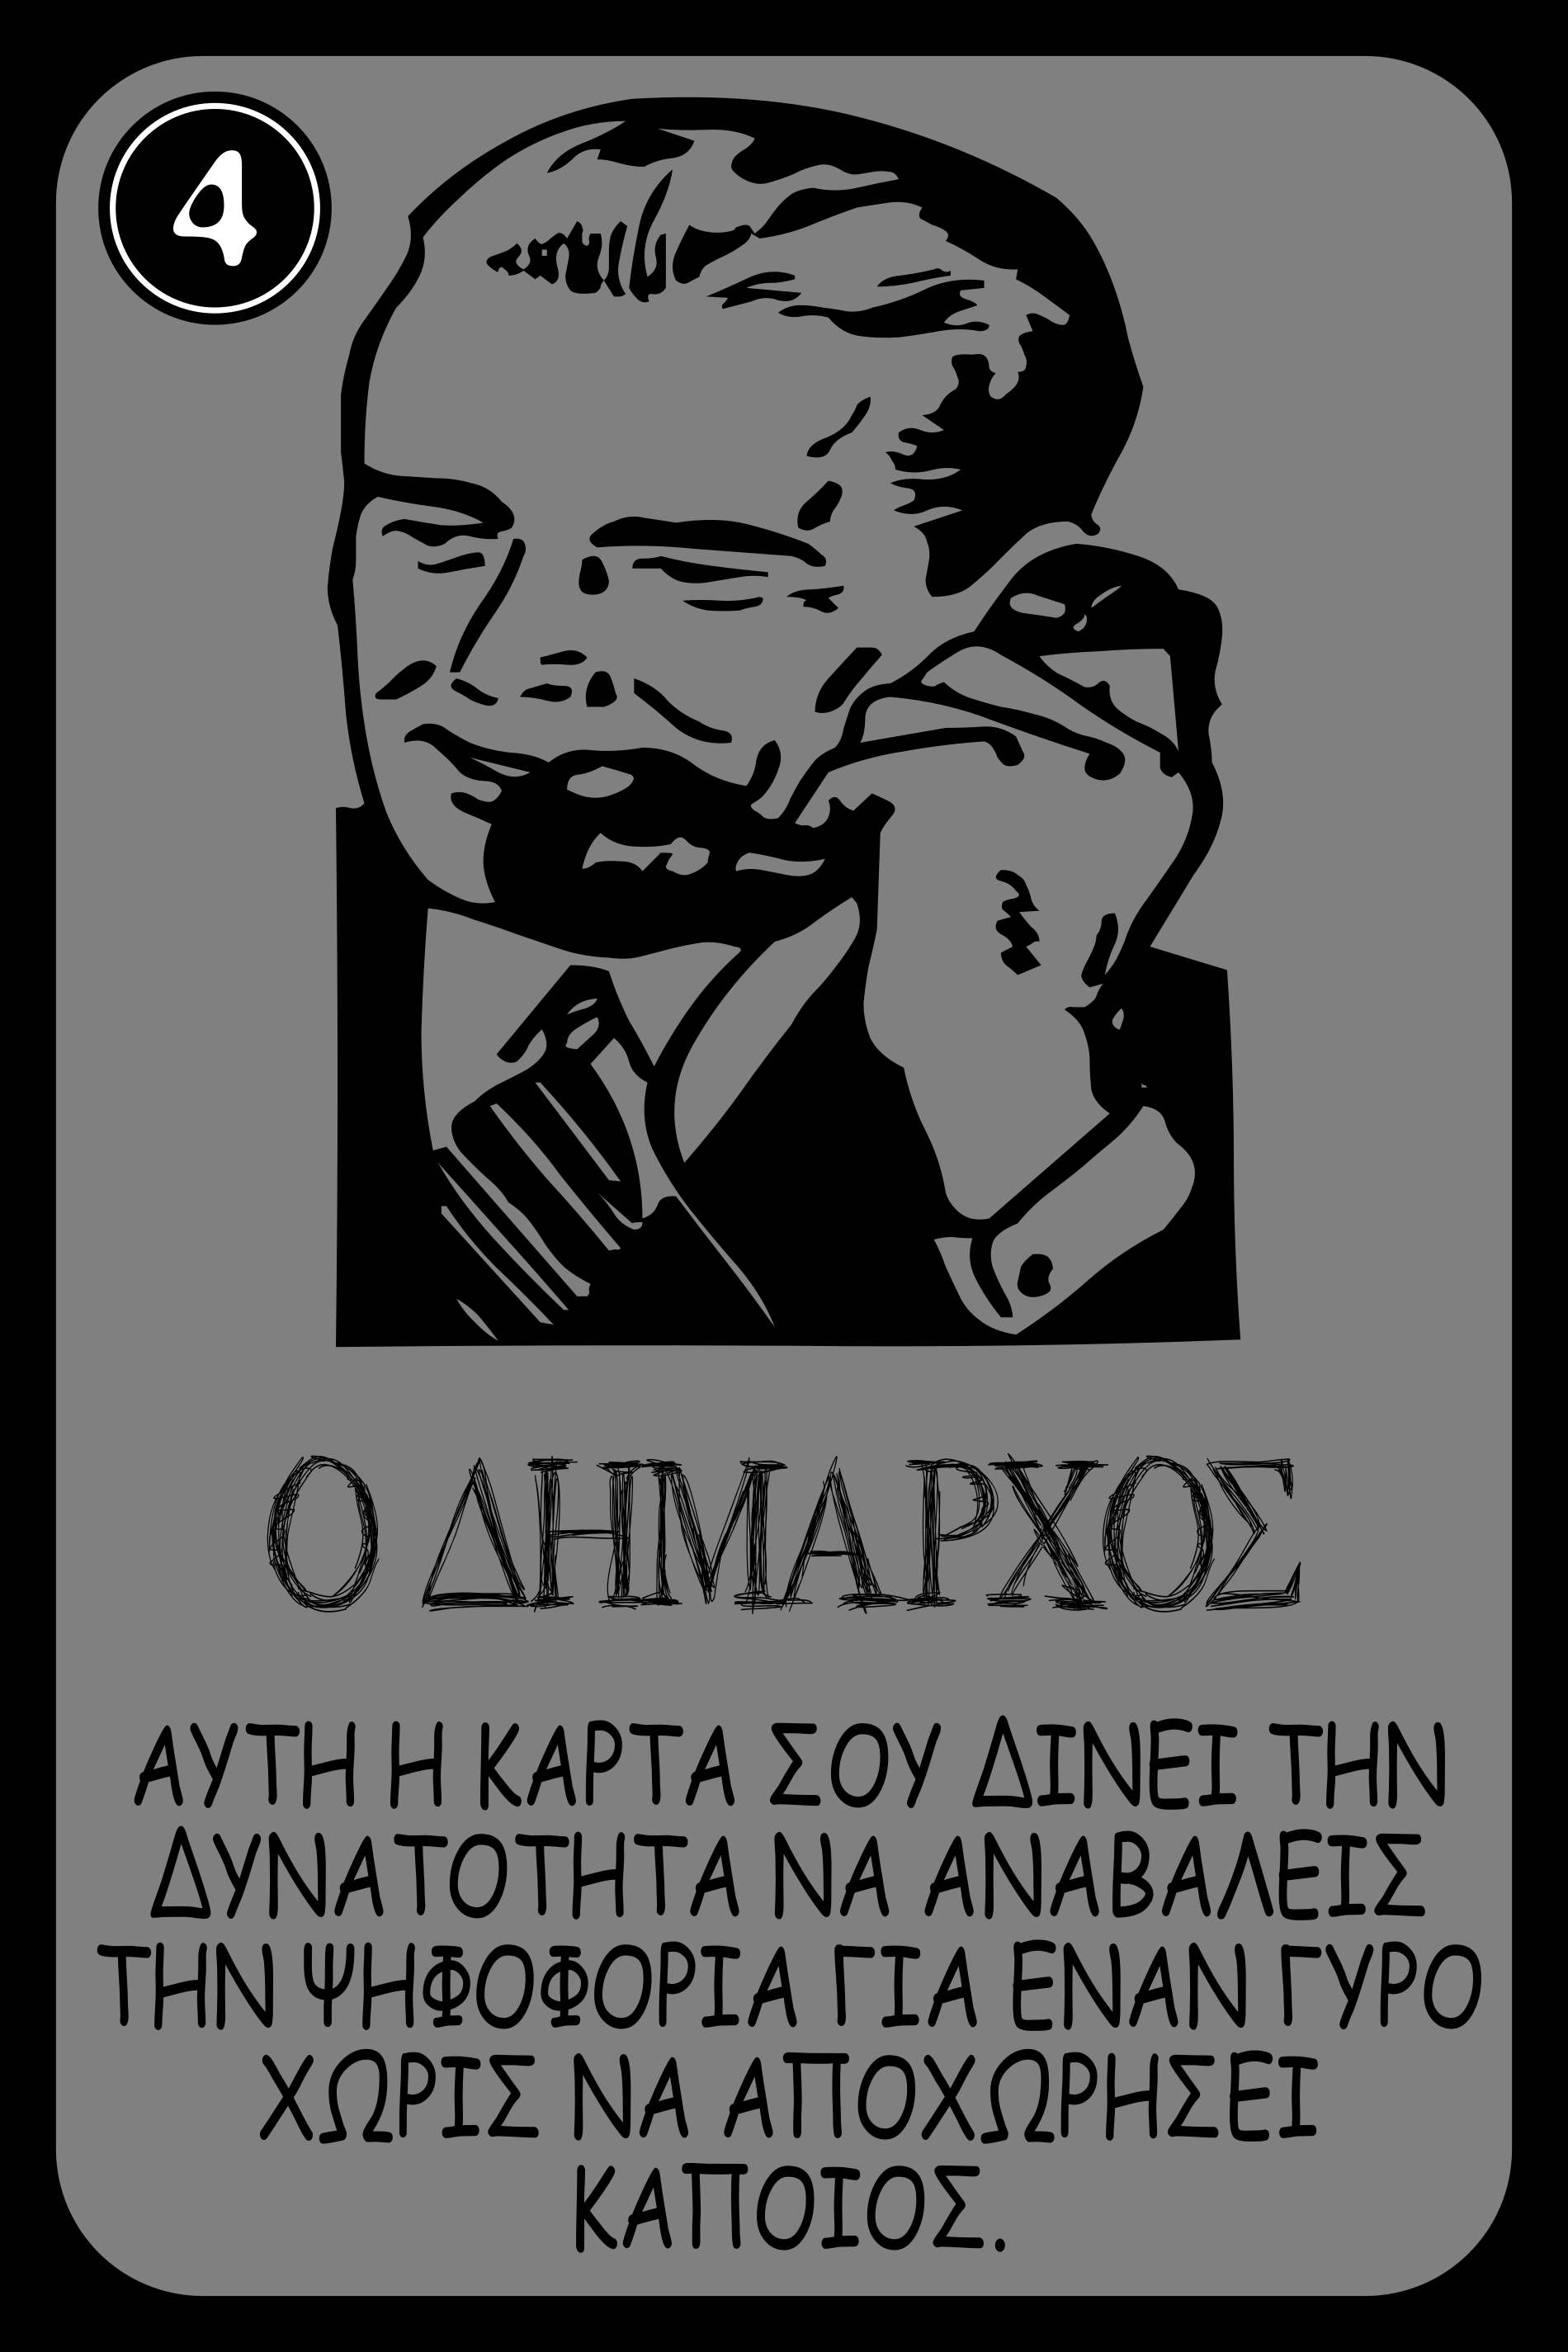 4
Ο ΔΗΜΑΡΧΟΣ
ΑΥΤΗ Η ΚΑΡΤΑ ΣΟΥ ΔΙΝΕΙ ΤΗΝ
ΔΥΝΑΤΟΤΗΤΑ ΝΑ ΑΝΑΒΑΛΕΙΣ
ΤΗΝ ΨΗΦΟΦΟΡΙΑ ΓΙΑ ΕΝΑΝ ΓΥΡΟ
ΧΩΡΙΣ ΝΑ ΑΠΟΧΩΡΗΣΕΙ
ΚΑΠΟΙΟΣ.